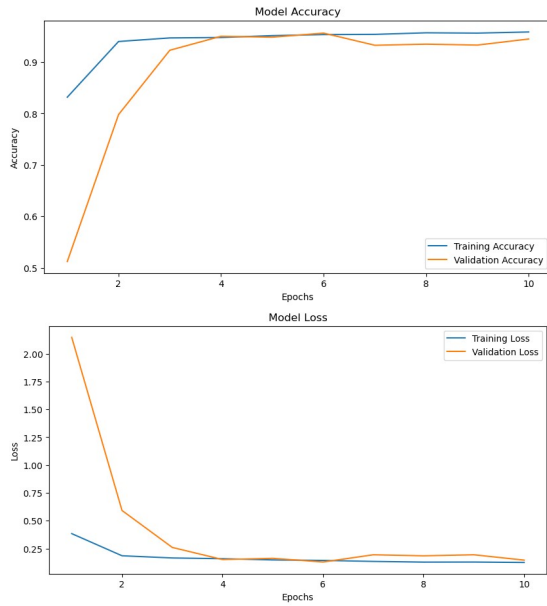 Model Accuracy
0.9
0.8
0.7
0.6
0.5
Accuracy
Training Accuracy
Validation Accuracy
2 4 6 8 10
Epochs
Model Loss
2.00
1.75
1.50
1.25
1.00
0.75
0.50
0.25
Loss
Training Loss
Validation Loss
2 4 6 8 10
Epochs